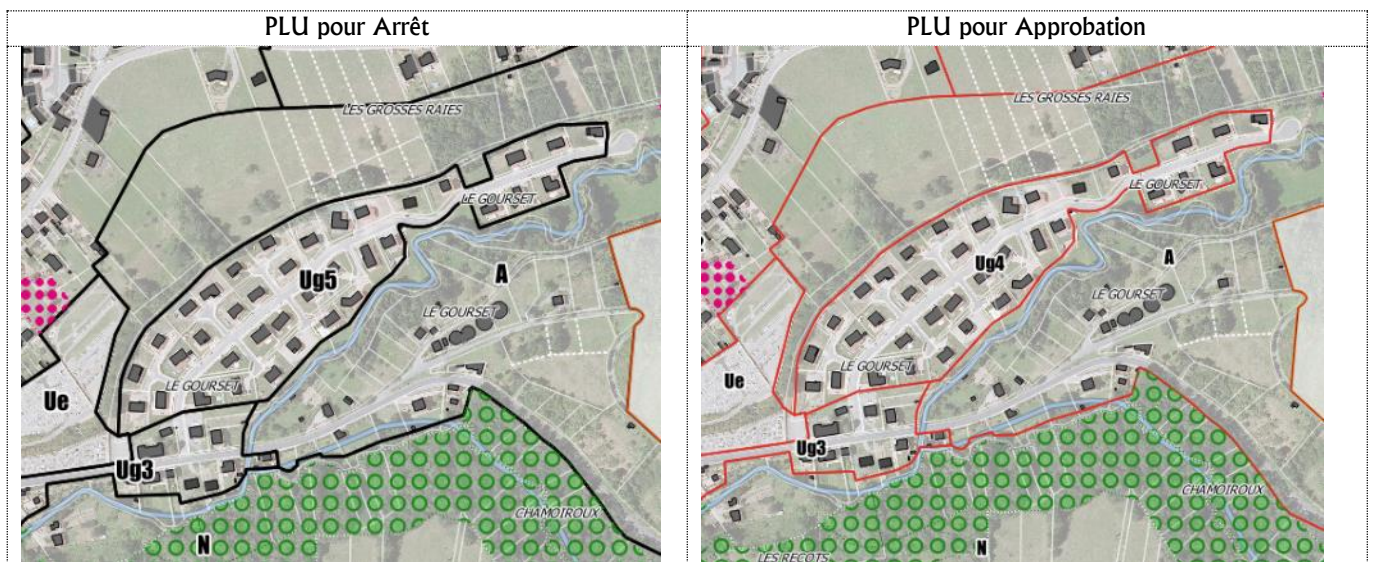 PLU pour Arrêt
PLU pour Approbation
LES GROSSES RAIES
LE GOURSET
Ug5
A
LE GOURSET
LE GOURSET
Ue
Ug3
CHAMOIROUX
N
LES GROSSES RAIES
LE GOURSET
Ug4
A
LE GOURSET
LE GOURSET
Ue
Ug3
CHAMOIROUX
N
LES RECOTS